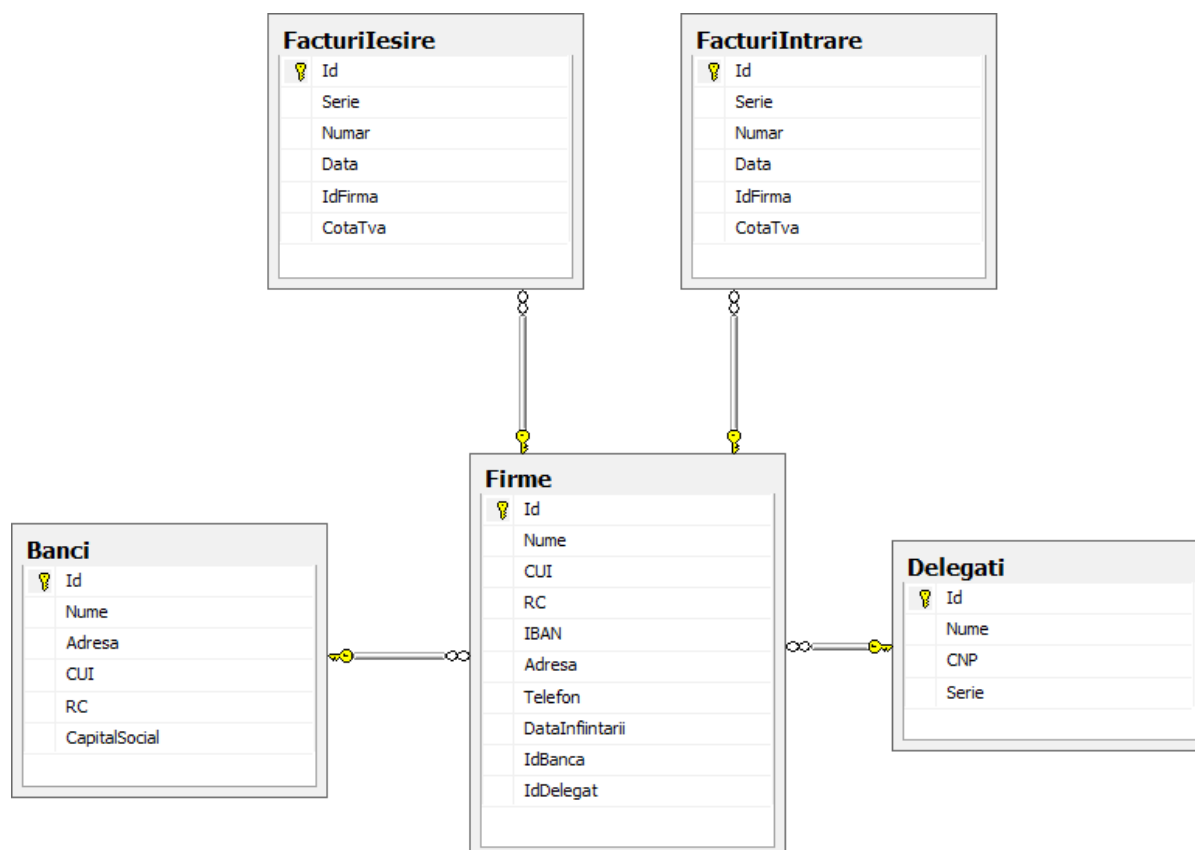 FacturiIesire
Id
Serie
Numar
Data
IdFirma
CotaTva
FacturiIntrare
Id
Serie
Numar
Data
IdFirma
CotaTva
Banci
Id
Nume
Adresa
CUI
RC
CapitalSocial
Firme
Id
Nume
CUI
RC
IBAN
Adresa
Telefon
DataInfiintarii
IdBanca
IdDelegat
Delegati
Id
Nume
CNP
Serie